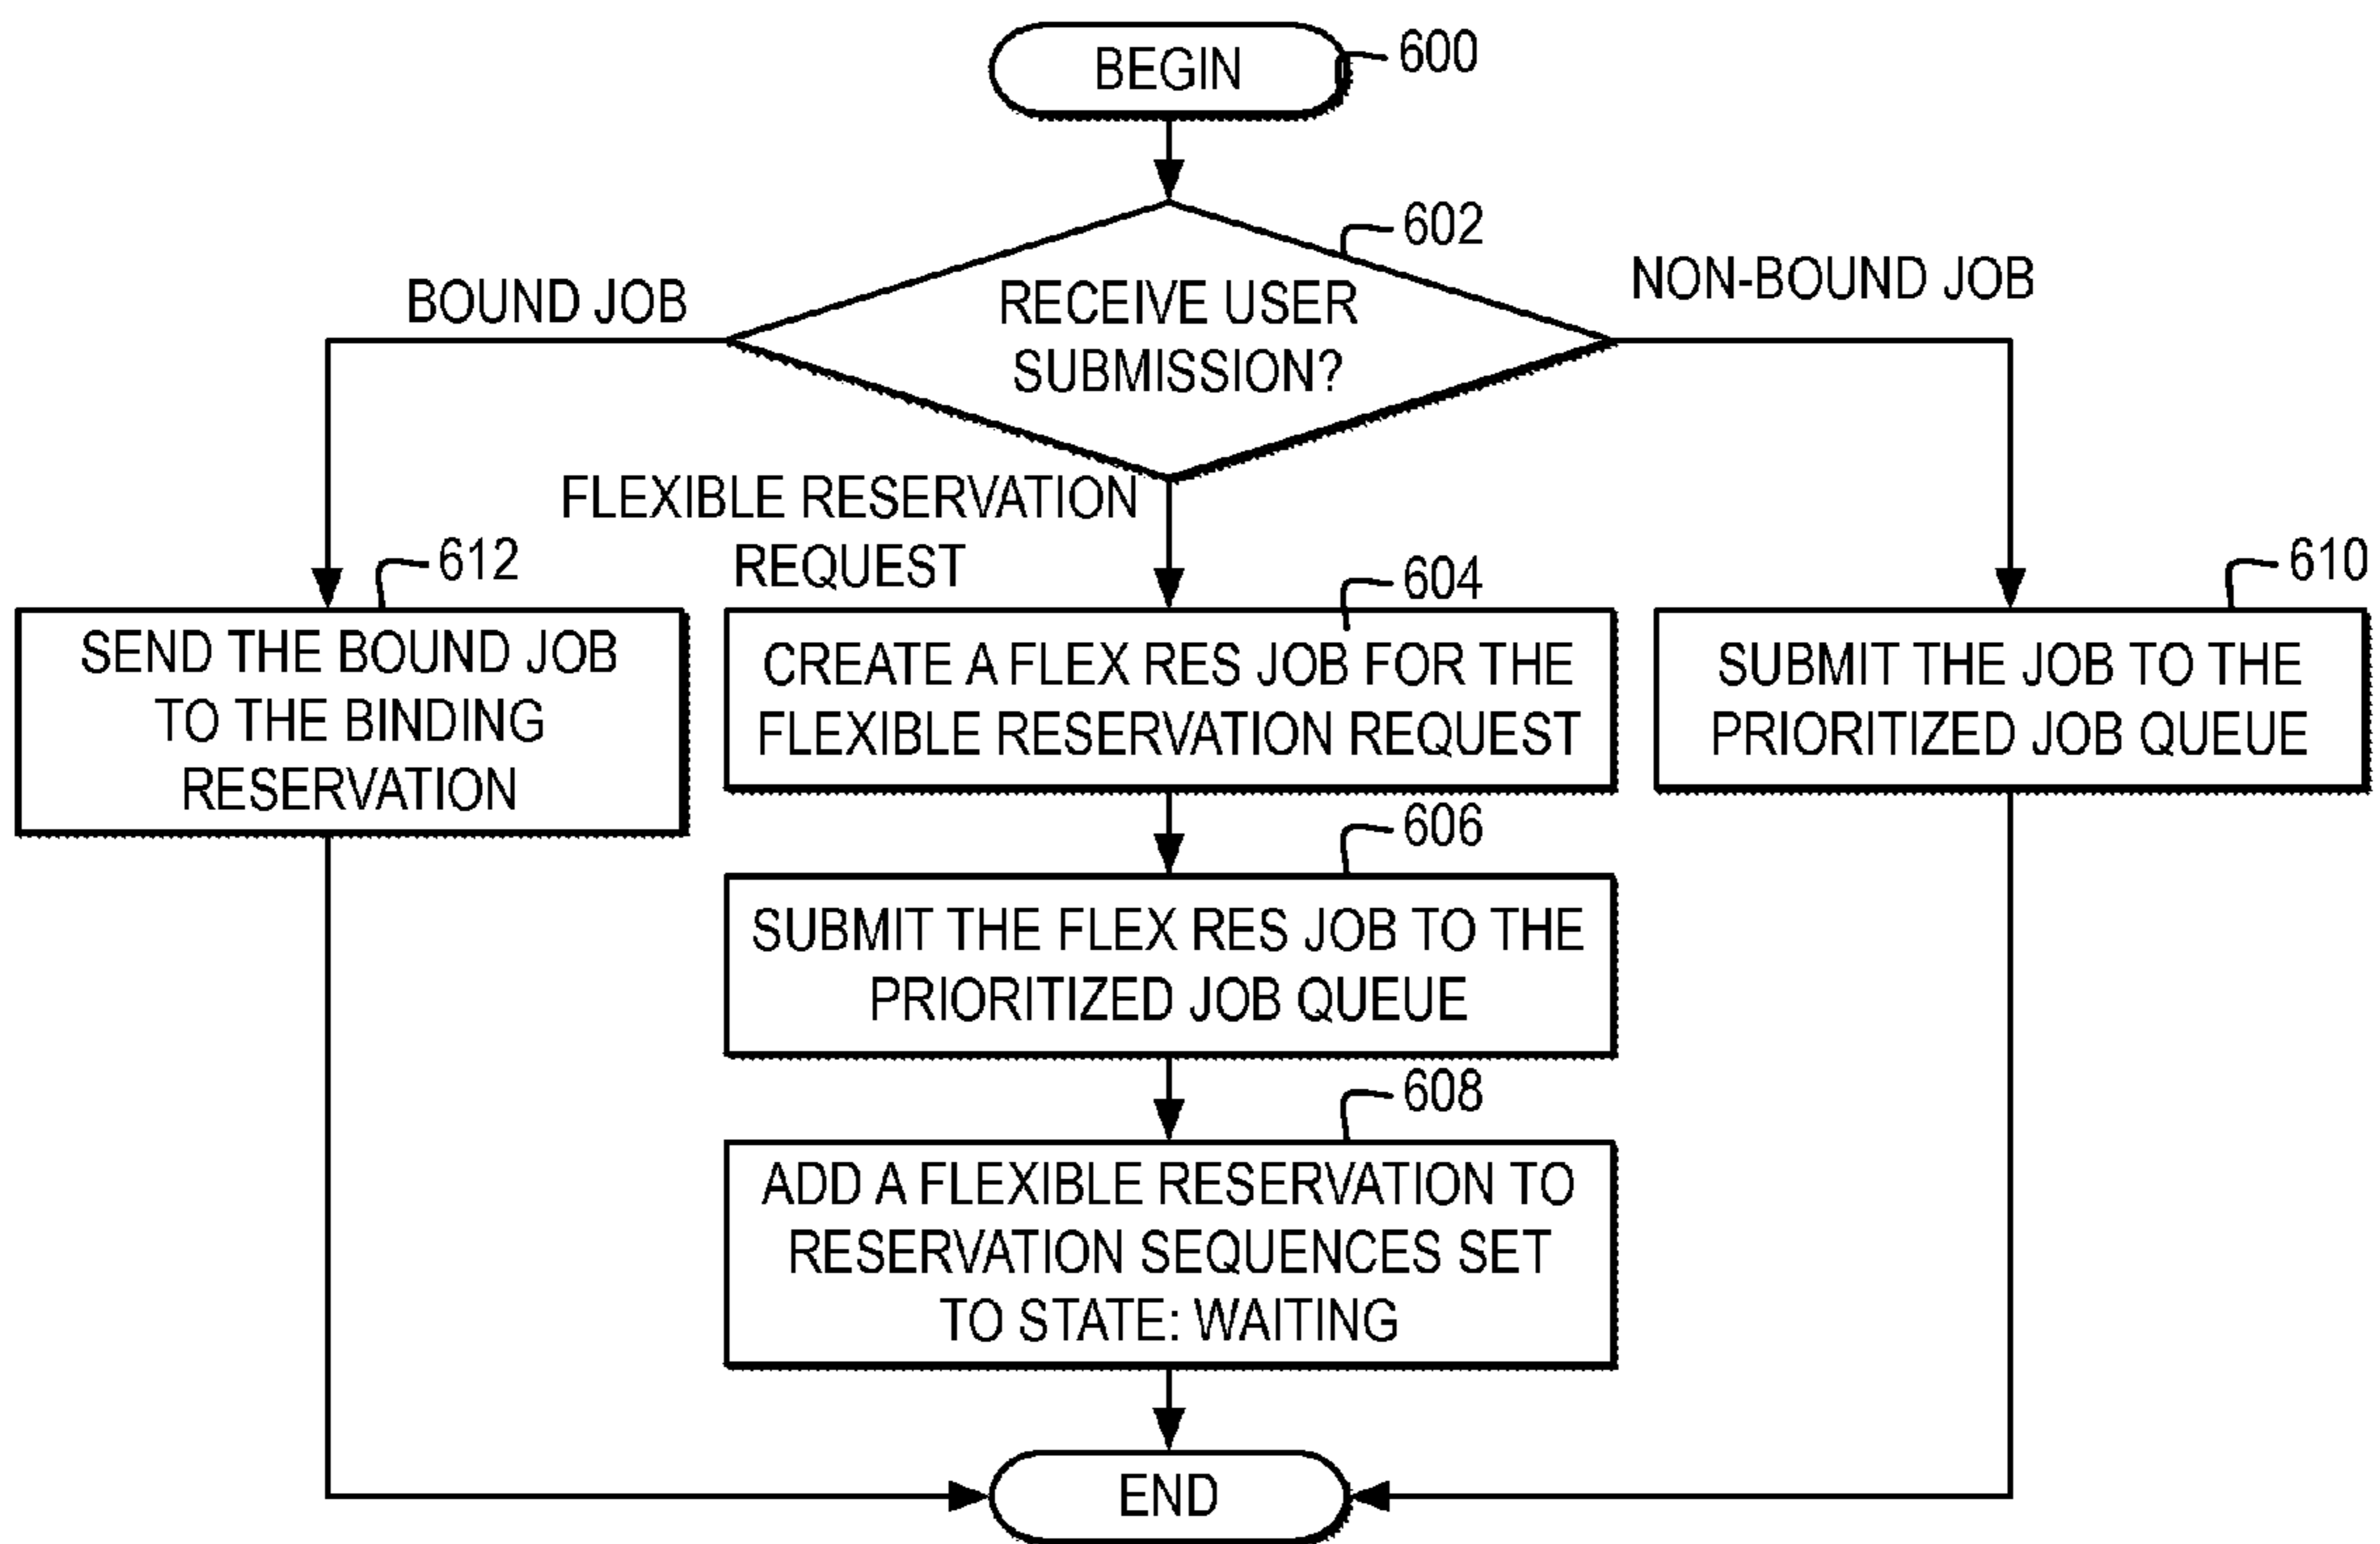 BEGIN
600
602
BOUND JOB
RECEIVE USER
SUBMISSION?
NON-BOUND JOB
FLEXIBLE RESERVATION
REQUEST
612
SEND THE BOUND JOB
TO THE BINDING
RESERVATION
604
CREATE A FLEX RES JOB FOR THE
FLEXIBLE RESERVATION REQUEST
610
SUBMIT THE JOB TO THE
PRIORITIZED JOB QUEUE
606
SUBMIT THE FLEX RES JOB TO THE
PRIORITIZED JOB QUEUE
608
ADD A FLEXIBLE RESERVATION TO
RESERVATION SEQUENCES SET
TO STATE: WAITING
END